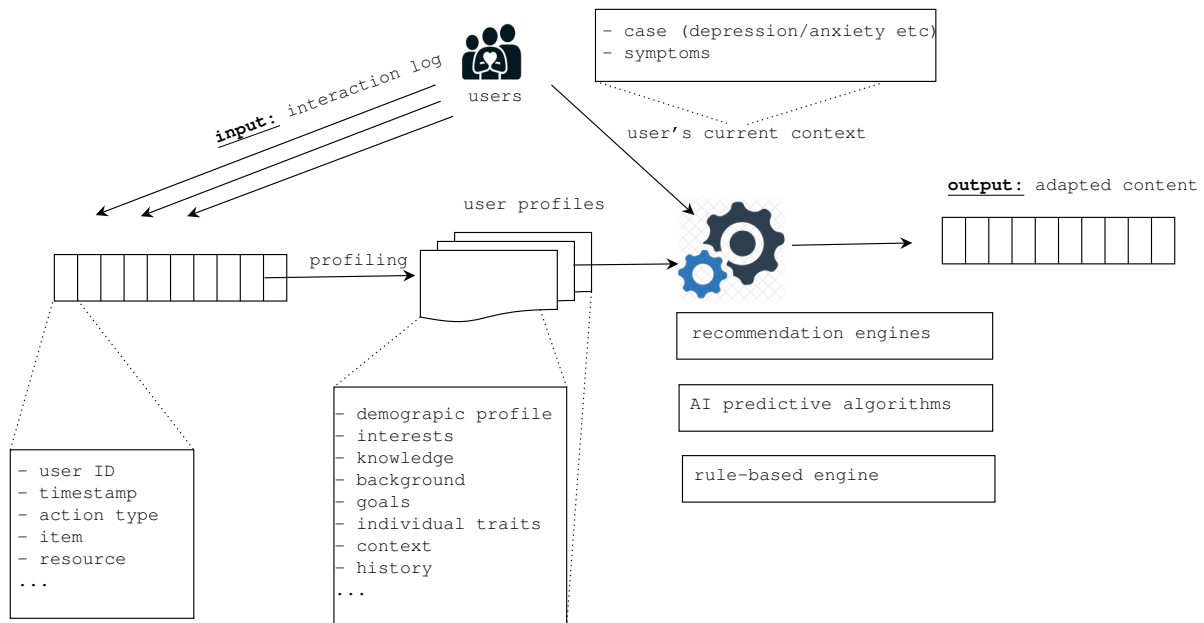 - case (depression/anxiety etc)
- symptoms
users
input: interaction log
user's current context
output: adapted content
user profiles
profiling
recommendation engines
AI predictive algorithms
rule-based engine
- user ID
- timestamp
- action type
- item
- resource
...
- demograpic profile
- interests
- knowledge
- background
- goals
- individual traits
- context
- history
...